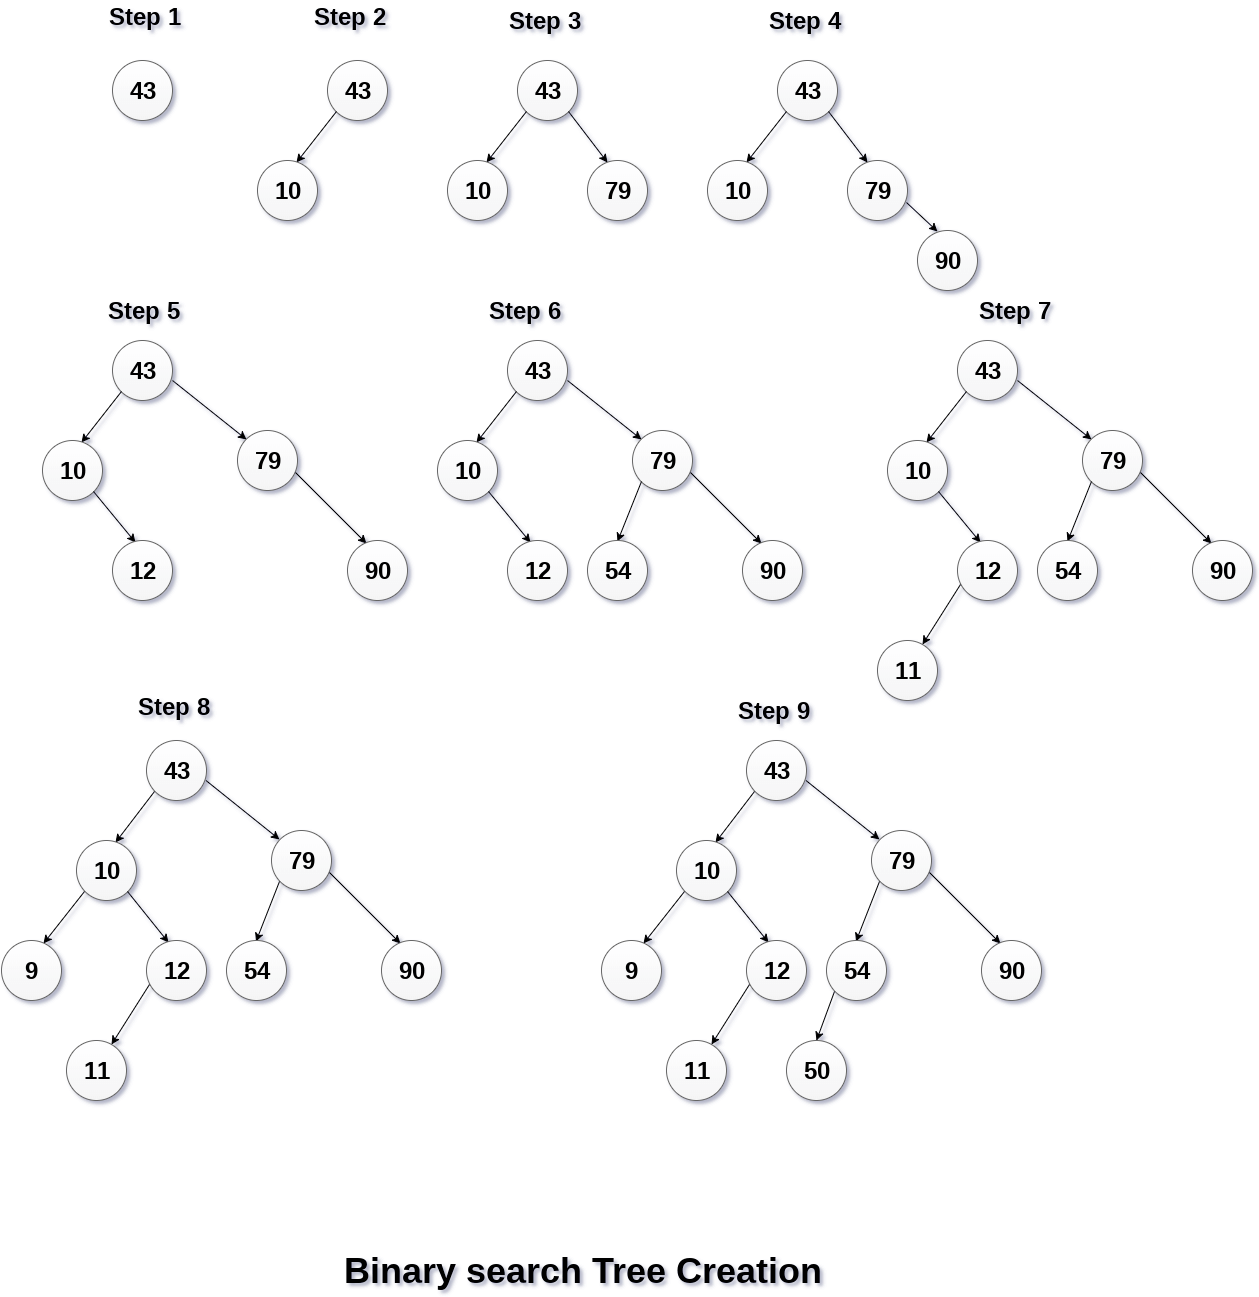 Step 1 Step 2 Step 3 Step 4
43 43 43 43
10 10 79 10 79
90
Step 5 Step 6 Step 7
43 43 43
79 79 79
10 10 10
12 90 12 54 90 12 54 90
11
Step 8 Step 9
43 43
79 79
10 10
9 12 54 90 9 12 54 90
11 11 50
Binary search Tree Creation